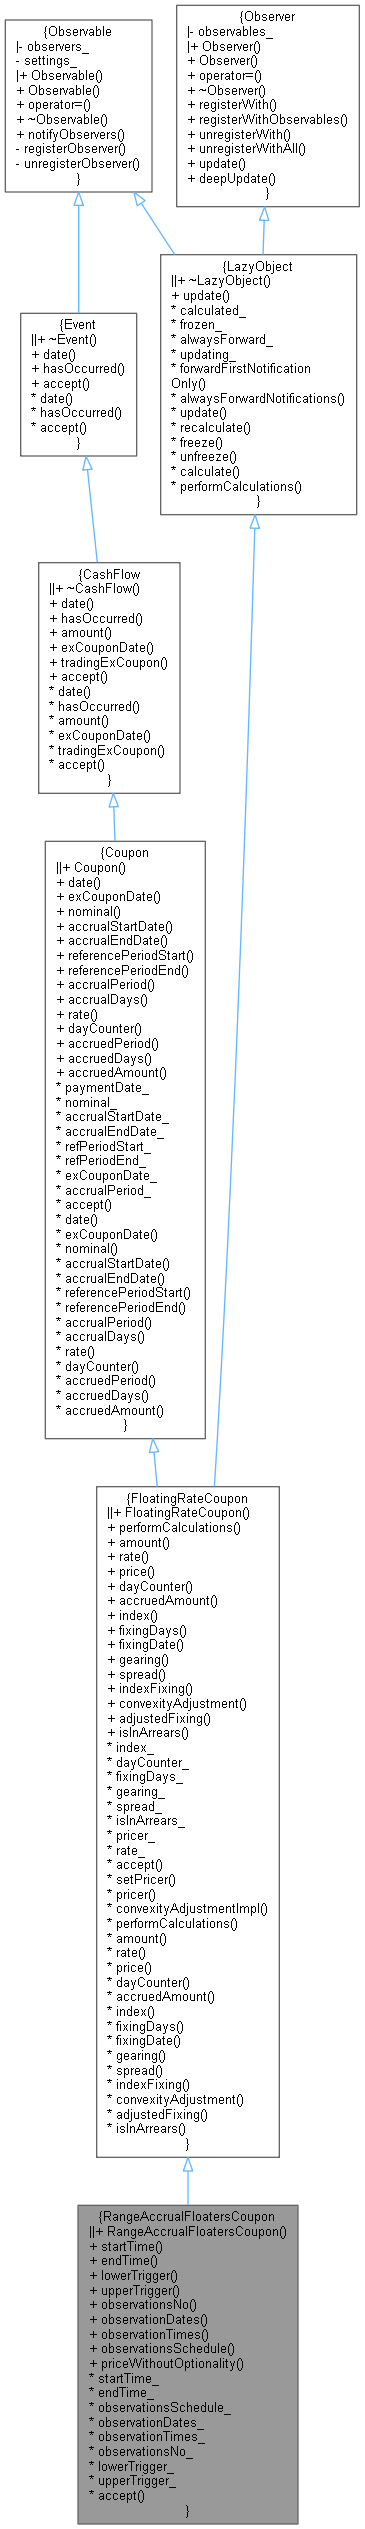 {Observable
|- observers_
- settings_
|+ Observable()
+ Observable()
+ operator=()
+ ~Observable()
+ notifyObservers()
- registerObserver()
- unregisterObserver()
}
{Observer
|- observables_
|+ Observer()
+ Observer()
+ operator=()
+ ~Observer()
+ registerWith()
+ registerWithObservables()
+ unregisterWith()
+ unregisterWithAll()
+ update()
+ deepUpdate()
}
{LazyObject
||+ ~LazyObject()
+ update()
* calculated_
* frozen_
* alwaysForward_
* updating_
* forwardFirstNotification
Only()
* alwaysForwardNotifications()
* update()
* recalculate()
* freeze()
* unfreeze()
* calculate()
* performCalculations()
}
{Event
||+ ~Event()
+ date()
+ hasOccurred()
+ accept()
* date()
* hasOccurred()
* accept()
}
{CashFlow
||+ ~CashFlow()
+ date()
+ hasOccurred()
+ amount()
+ exCouponDate()
+ tradingExCoupon()
+ accept()
* date()
* hasOccurred()
* amount()
* exCouponDate()
* tradingExCoupon()
* accept()
}
{Coupon
||+ Coupon()
+ date()
+ exCouponDate()
+ nominal()
+ accrualStartDate()
+ accrualEndDate()
+ referencePeriodStart()
+ referencePeriodEnd()
+ accrualPeriod()
+ accrualDays()
+ rate()
+ dayCounter()
+ accruedPeriod()
+ accruedDays()
+ accruedAmount()
* paymentDate_
* nominal_
* accrualStartDate_
* accrualEndDate_
* refPeriodStart_
* refPeriodEnd_
* exCouponDate_
* accrualPeriod_
* accept()
* date()
* exCouponDate()
* nominal()
* accrualStartDate()
* accrualEndDate()
* referencePeriodStart()
* referencePeriodEnd()
* accrualPeriod()
* accrualDays()
* rate()
* dayCounter()
* accruedPeriod()
* accruedDays()
* accruedAmount()
}
{FloatingRateCoupon
||+ FloatingRateCoupon()
+ performCalculations()
+ amount()
+ rate()
+ price()
+ dayCounter()
+ accruedAmount()
+ index()
+ fixingDays()
+ fixingDate()
+ gearing()
+ spread()
+ indexFixing()
+ convexityAdjustment()
+ adjustedFixing()
+ isInArrears()
* index_
* dayCounter_
* fixingDays_
* gearing_
* spread_
* isInArrears_
* pricer_
* rate_
* accept()
* setPricer()
* pricer()
* convexityAdjustmentImpl()
* performCalculations()
* amount()
* rate()
* price()
* dayCounter()
* accruedAmount()
* index()
* fixingDays()
* fixingDate()
* gearing()
* spread()
* indexFixing()
* convexityAdjustment()
* adjustedFixing()
* isInArrears()
}
{RangeAccrualFloatersCoupon
||+ RangeAccrualFloatersCoupon()
+ startTime()
+ endTime()
+ lowerTrigger()
+ upperTrigger()
+ observationsNo()
+ observationDates()
+ observationTimes()
+ observationsSchedule()
+ priceWithoutOptionality()
* startTime_
* endTime_
* observationsSchedule_
* observationDates_
* observationTimes_
* observationsNo_
* lowerTrigger_
* upperTrigger_
* accept()
}